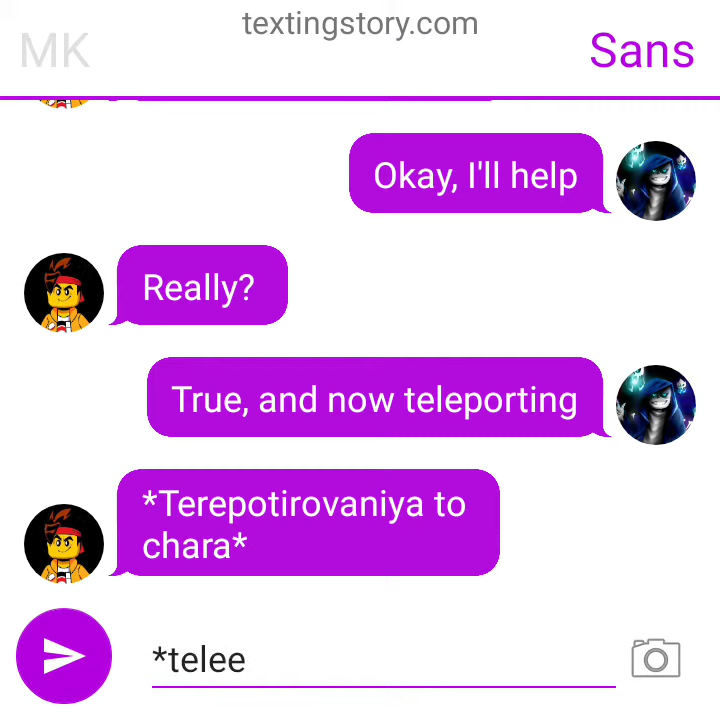 textingstory.com
MK
Sans
Okay, I'll help
Really?
True, and now teleporting
*Terepotirovaniya to
chara*
*telee